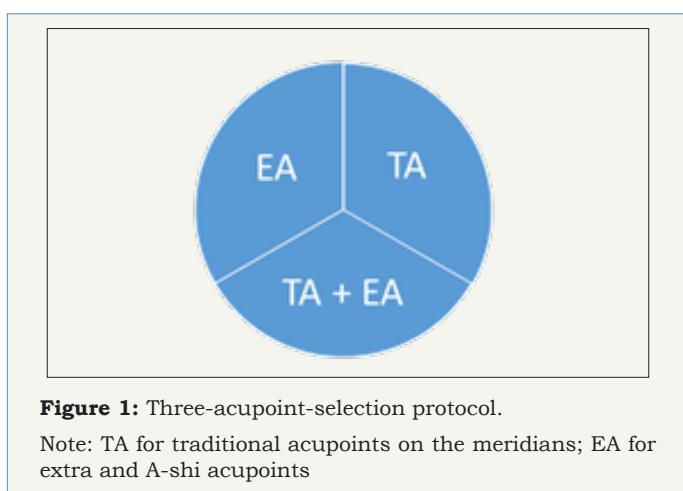 EA
TA
TA + EA
Figure 1: Three-acupoint-selection protocol.
Note: TA for traditional acupoints on the meridians; EA for
extra and A-shi acupoints